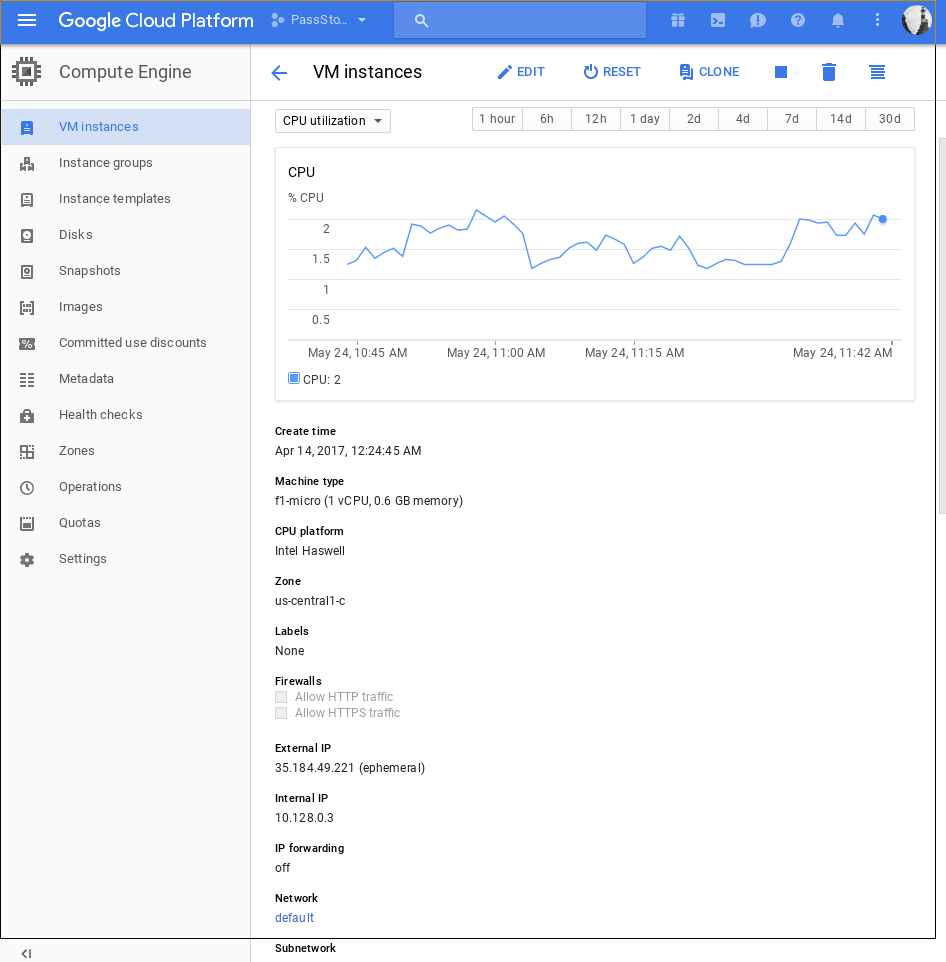 Google Cloud Platform
PassSto...
Compute Engine
VM instances
EDIT
RESET
CLONE
VM instances
Instance groups
Instance templates
Disks
Snapshots
Images
Committed use discounts
Metadata
Health checks
Zones
Operations
Quotas
Settings
CPU utilization
1 hour 6h 12h 1 day 2d 4d 7d 14d 30d
CPU
% CPU
2
1.5
1
0.5
May 24, 10:45 AM May 24, 11:00 AM May 24, 11:15 AM May 24, 11:42 AM
CPU: 2
Create time
Apr 14, 2017, 12:24:45 AM
Machine type
f1-micro (1 vCPU, 0.6 GB memory)
CPU platform
Intel Haswell
Zone
us-central1-c
Labels
None
Firewalls
Allow HTTP traffic
Allow HTTPS traffic
External IP
35.184.49.221 (ephemeral)
Internal IP
10.128.0.3
IP forwarding
off
Network
default
Subnetwork